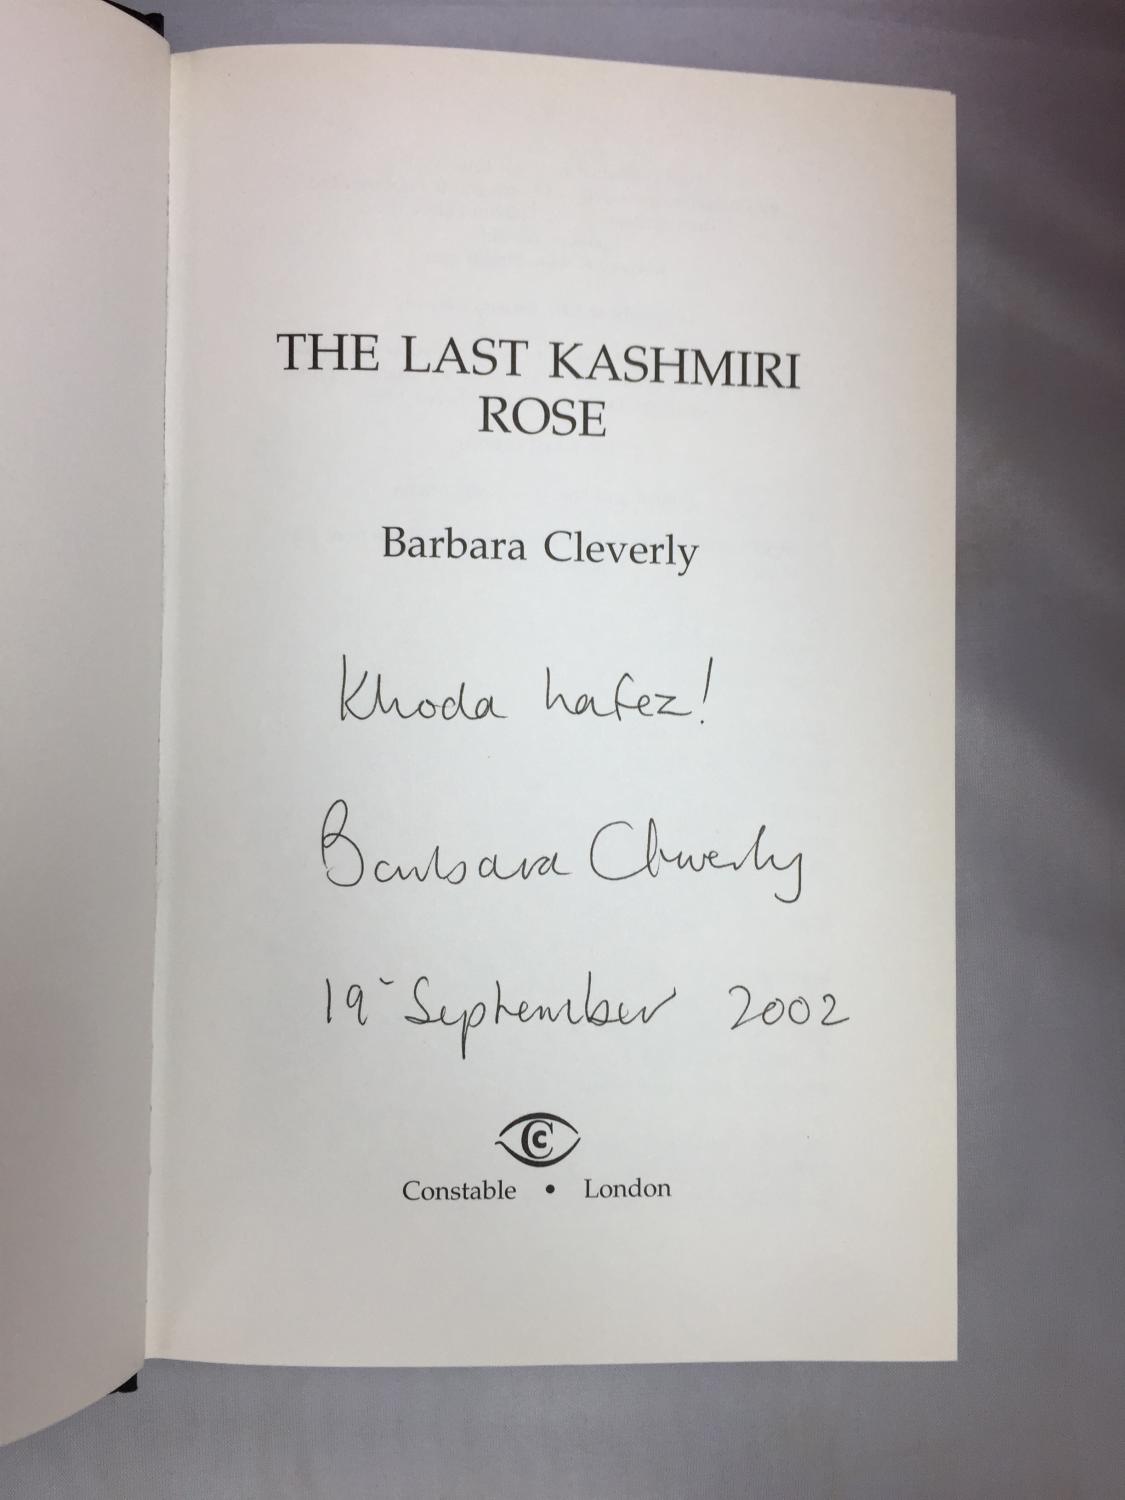 THE LAST KASHMIRI
ROSE
Barbara Cleverly
Khoda hafez!
Barbara Cleverly
19 September 2002
Constable • London